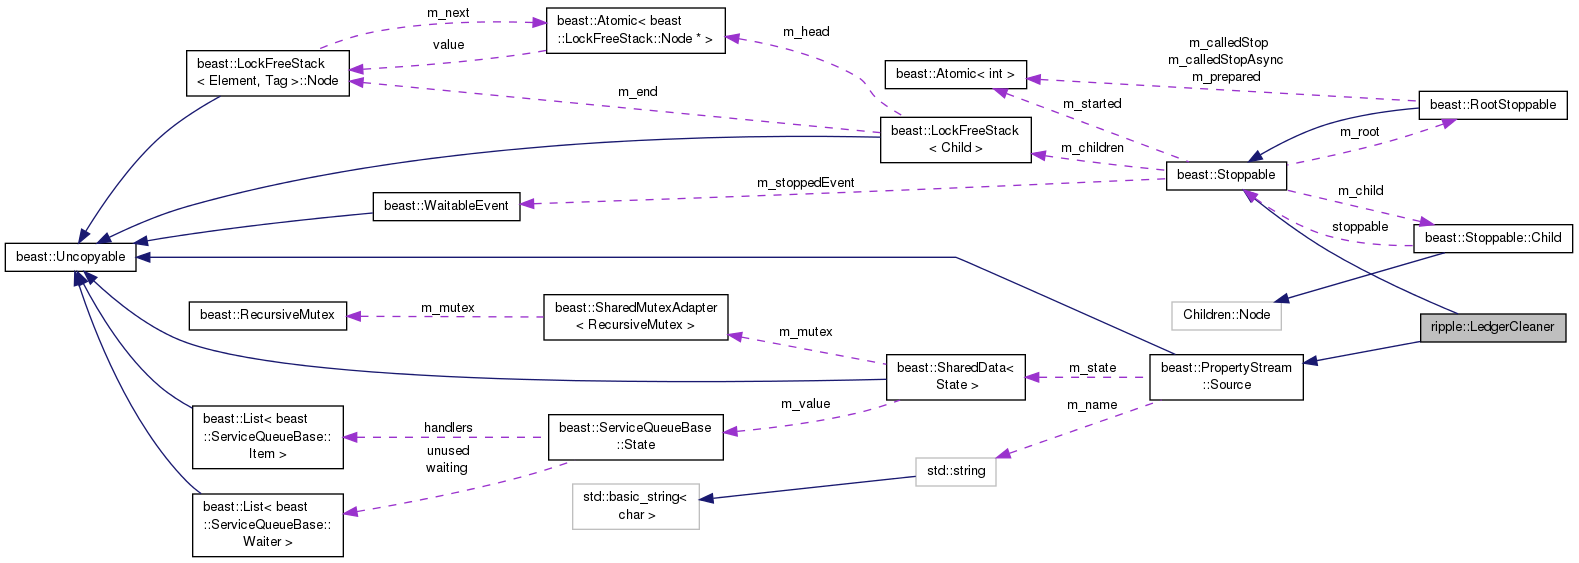 m_next
beast::Atomic< beast
::LockFreeStack::Node * >
m_head
value
beast::LockFreeStack
< Element, Tag >::Node
m_end
m_calledStop
m_calledStopAsync
m_prepared
beast::Atomic< int >
m_started
beast::RootStoppable
beast::LockFreeStack
< Child >
m_root
m_children
beast::Stoppable
m_stoppedEvent
m_child
beast::WaitableEvent
stoppable
beast::Stoppable::Child
beast::Uncopyable
beast::RecursiveMutex
m_mutex
beast::SharedMutexAdapter
< RecursiveMutex >
Children::Node
ripple::LedgerCleaner
m_mutex
beast::SharedData<
State >
m_state
beast::PropertyStream
::Source
m_value
m_name
beast::List< beast
::ServiceQueueBase::
Item >
handlers
beast::ServiceQueueBase
::State
unused
waiting
std::string
std::basic_string<
char >
beast::List< beast
::ServiceQueueBase::
Waiter >